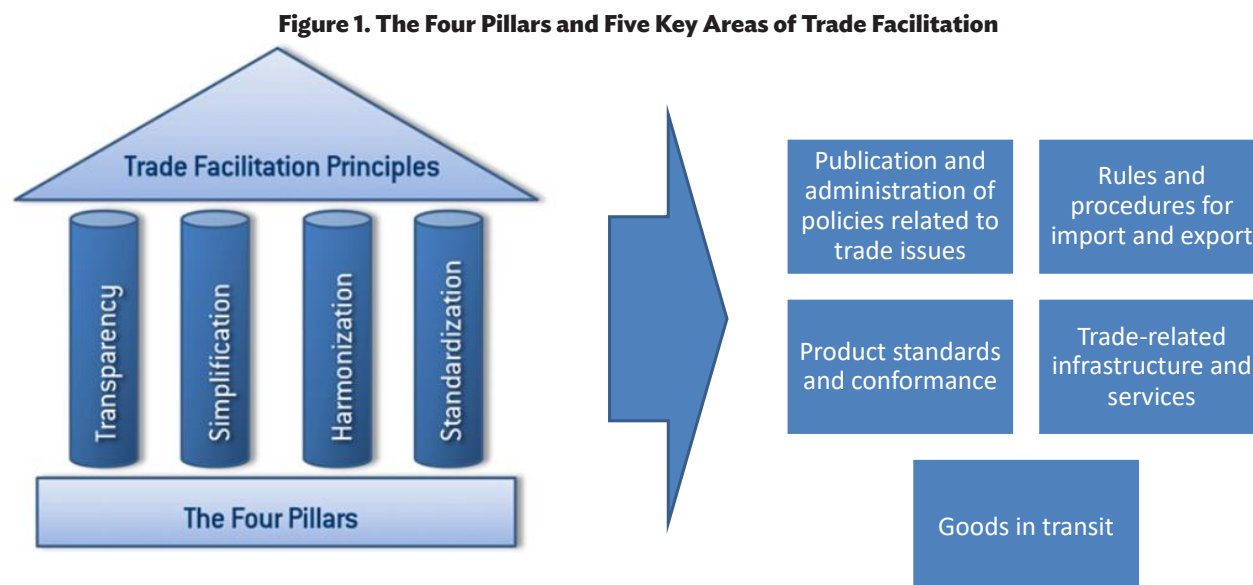 Figure 1. The Four Pillars and Five Key Areas of Trade Facilitation
Trade Facilitation Principles
Transparency
Simplification
Harmonization
Standardization
The Four Pillars
Publication and
administration of
policies related to
trade issues
Rules and
procedures for
import and export
Product standards
and conformance
Trade-related
infrastructure and
services
Goods in transit